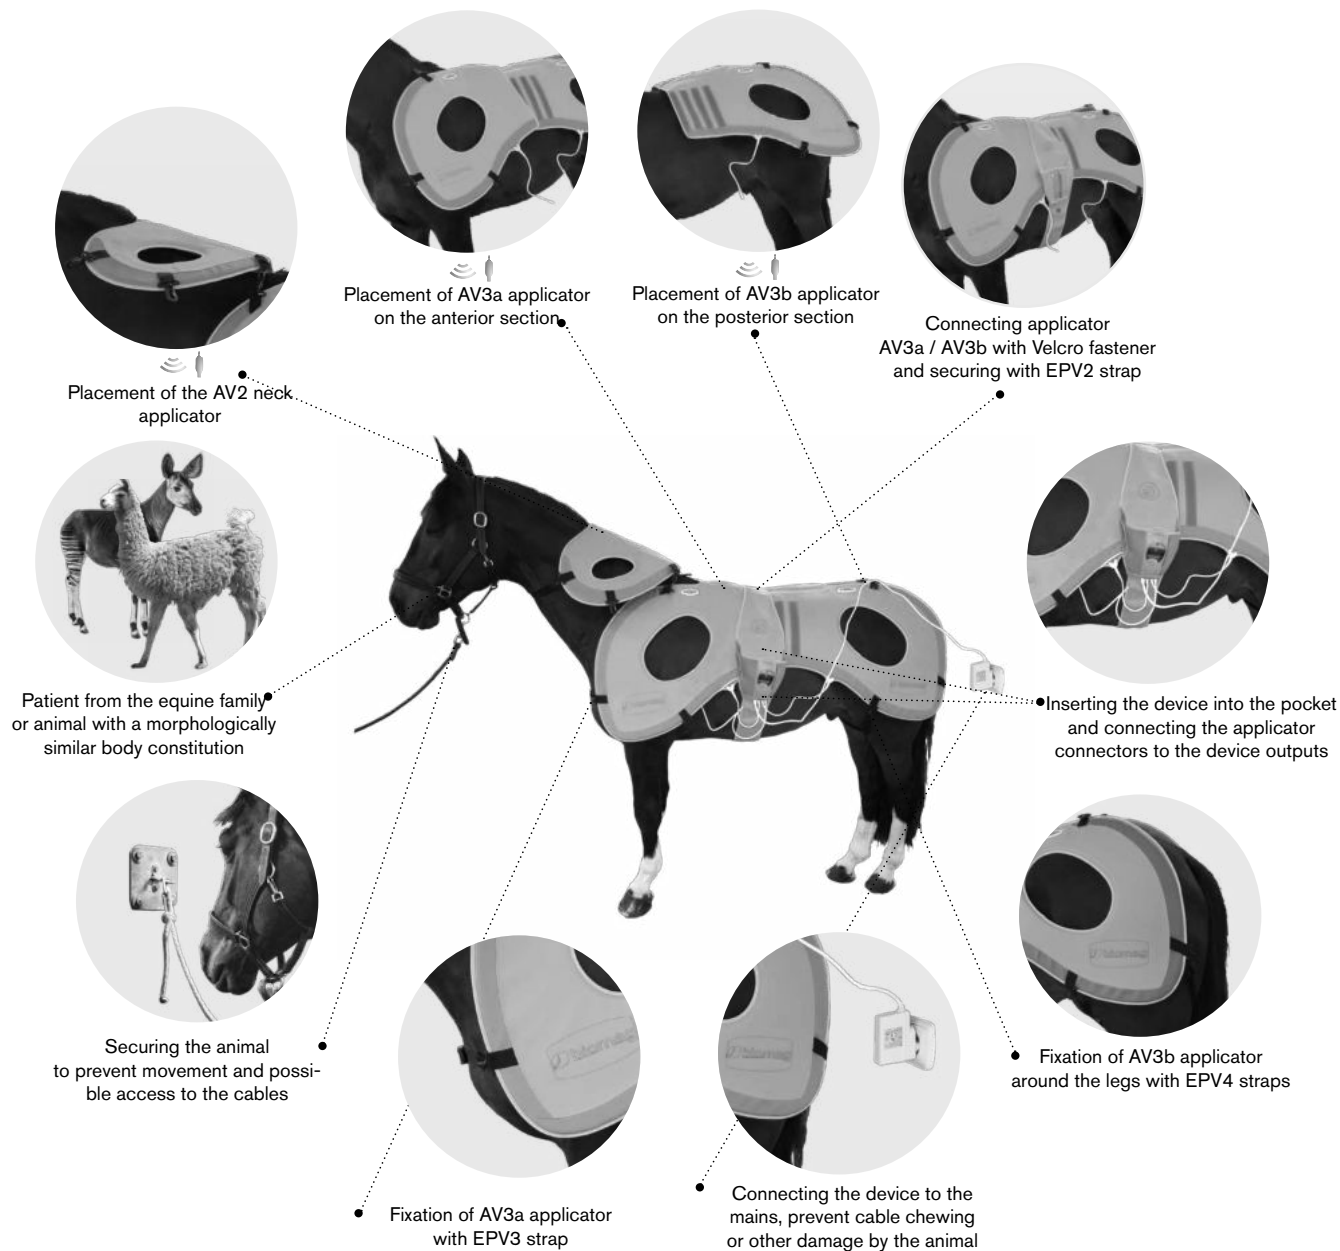 Placement of AV3a applicator
on the anterior section
Placement of AV3b applicator
on the posterior section
Connecting applicator
AV3a / AV3b with Velcro fastener
and securing with EPV2 strap
Placement of the AV2 neck
applicator
Patient from the equine family
or animal with a morphologically
similar body constitution
Inserting the device into the pocket
and connecting the applicator
connectors to the device outputs
Securing the animal
to prevent movement and possi-
ble access to the cables
biomag
biomag
biomag
Fixation of AV3b applicator
around the legs with EPV4 straps
Fixation of AV3a applicator
with EPV3 strap
Connecting the device to the
mains, prevent cable chewing
or other damage by the animal